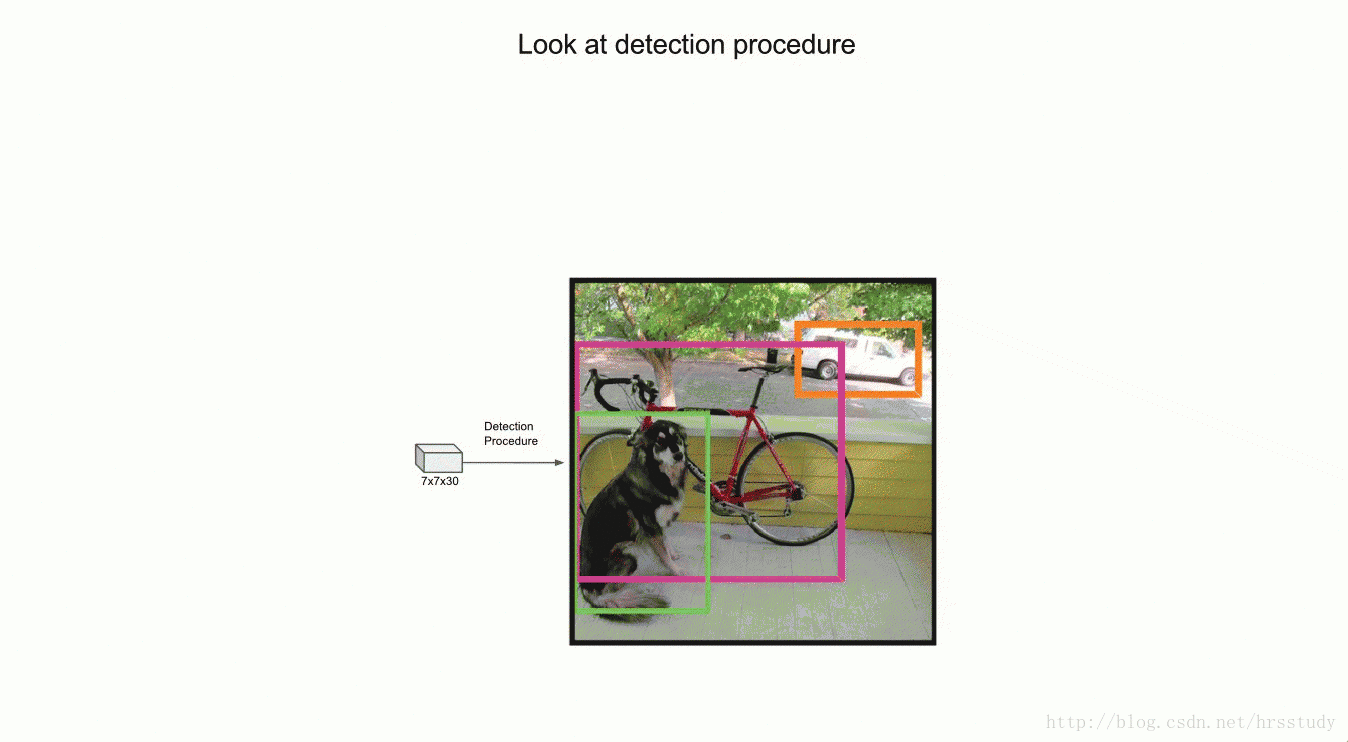 Look at detection procedure
Detection
Procedure
7x7x30
http://blog.csdn.net/hrsstudy